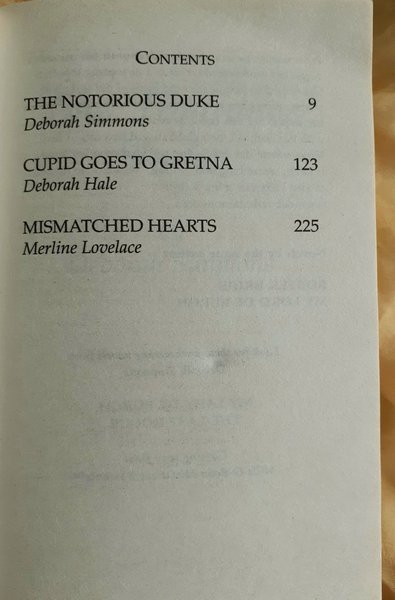 CONTENTS
THE NOTORIOUS DUKE 9
Deborah Simmons
CUPID GOES TO GRETNA 123
Deborah Hale
MISMATCHED HEARTS 225
Merline Lovelace